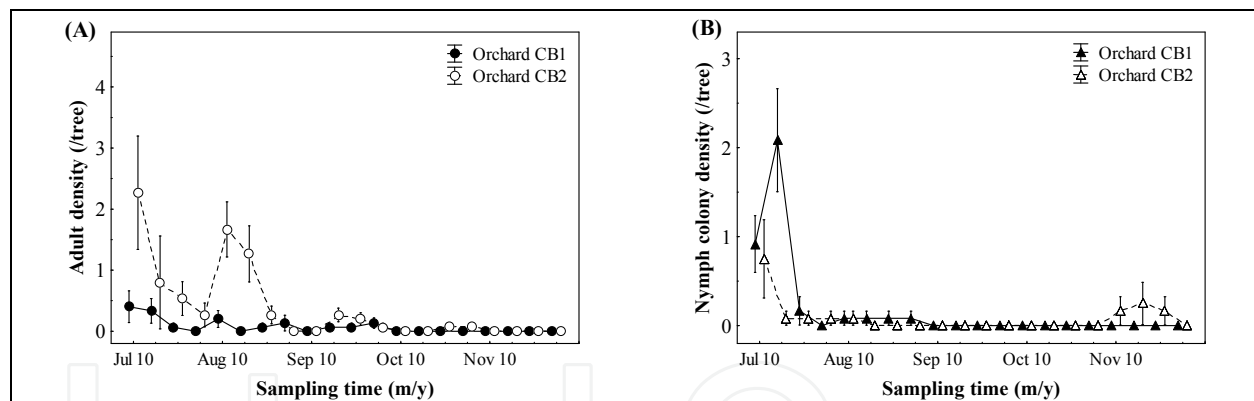 (A)
Orchard CB1
Orchard CB2
Adult density (/tree)
4
3
2
1
0
Jul 10 Aug 10 Sep 10 Oct 10 Nov 10
Sampling time (m/y)
(B)
Orchard CB1
Orchard CB2
Nymph colony density (/tree)
3
2
1
0
Jul 10 Aug 10 Sep 10 Oct 10 Nov 10
Sampling time (m/y)